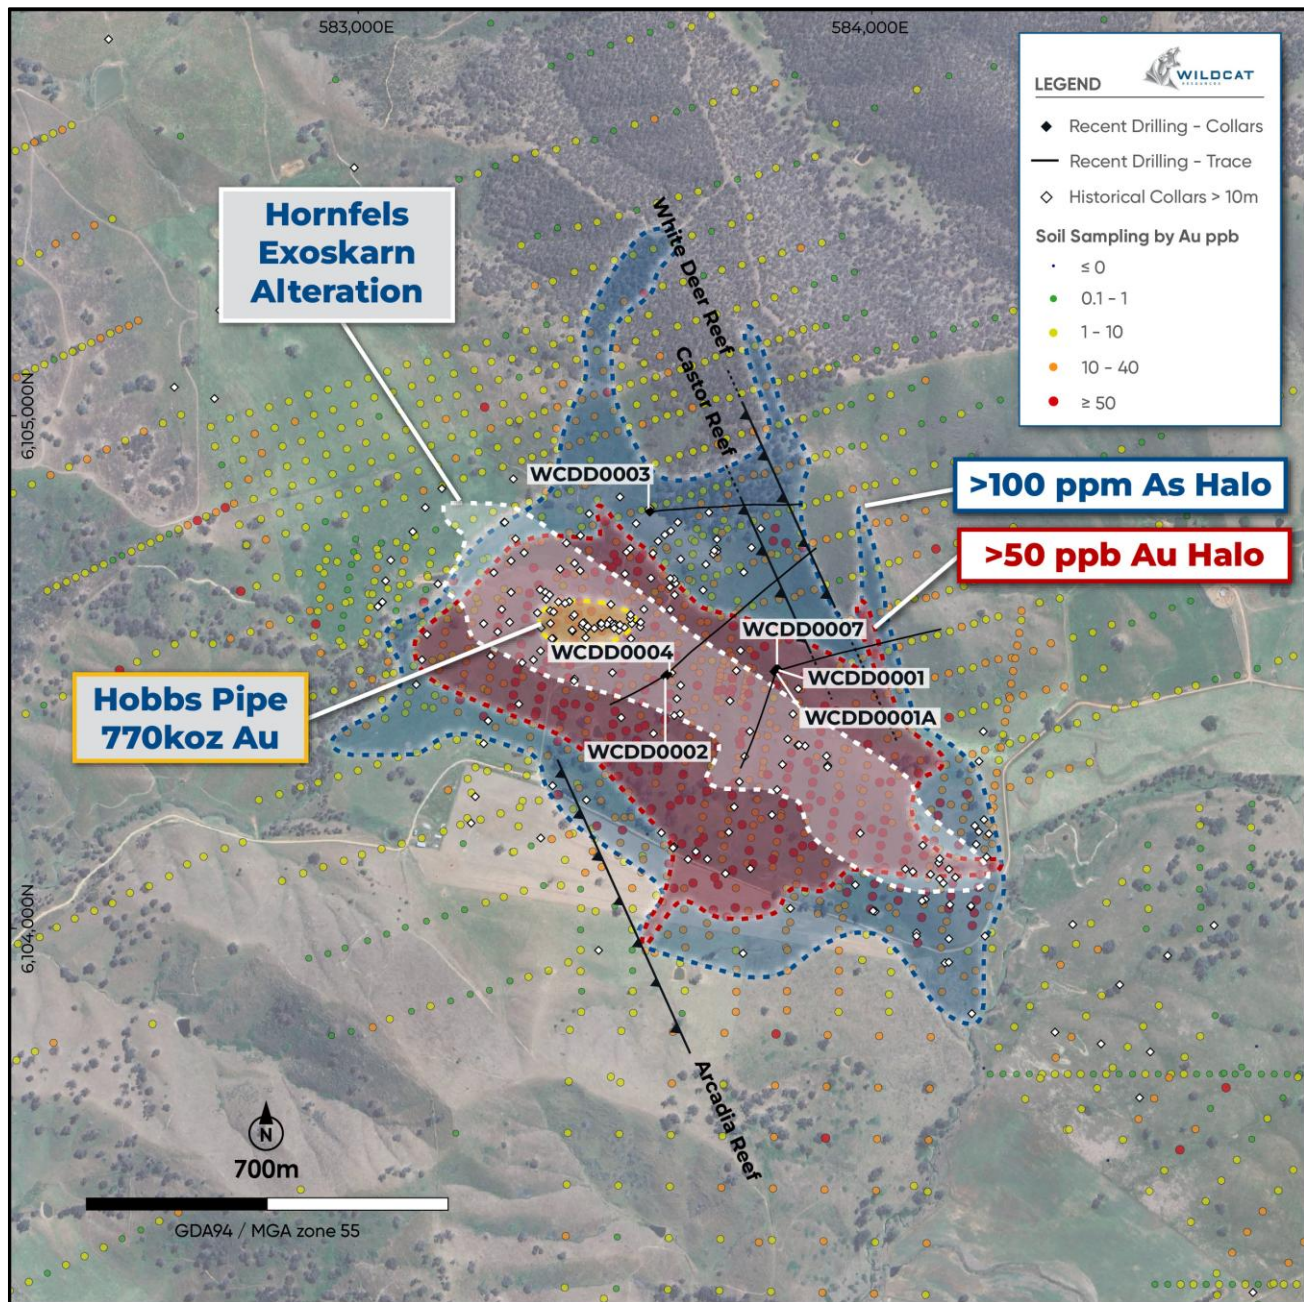 583,000E
584,000E
6,105,000N
6,104,000N
LEGEND
WILDCAT
RESOURCES
Recent Drilling - Collars
Recent Drilling - Trace
Historical Collars > 10m
Soil Sampling by Au ppb
≤ 0
0.1 - 1
1 - 10
10 - 40
≥ 50
Hornfels
Exoskarn
Alteration
White Deer Reef
Castor Reef
WCDD0003
>100 ppm As Halo
>50 ppb Au Halo
WCDD0007
WCDD0004
WCDD0001
WCDD0001A
WCDD0002
Hobbs Pipe
770koz Au
Arcadia Reef
N
700m
GDA94 / MGA zone 55